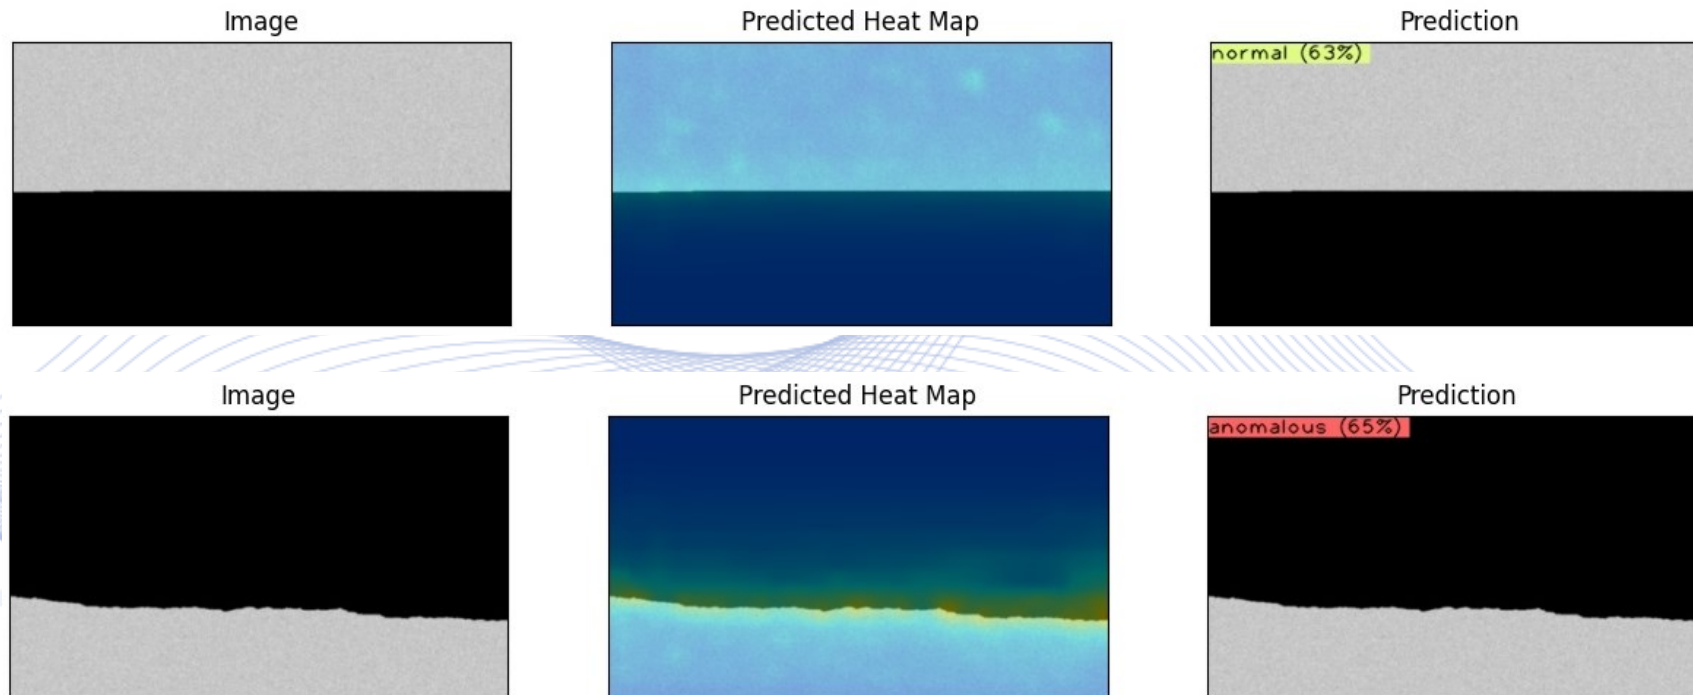 Image
Predicted Heat Map
Prediction
normal (63%)
Image
Predicted Heat Map
Prediction
anomalous (65%)